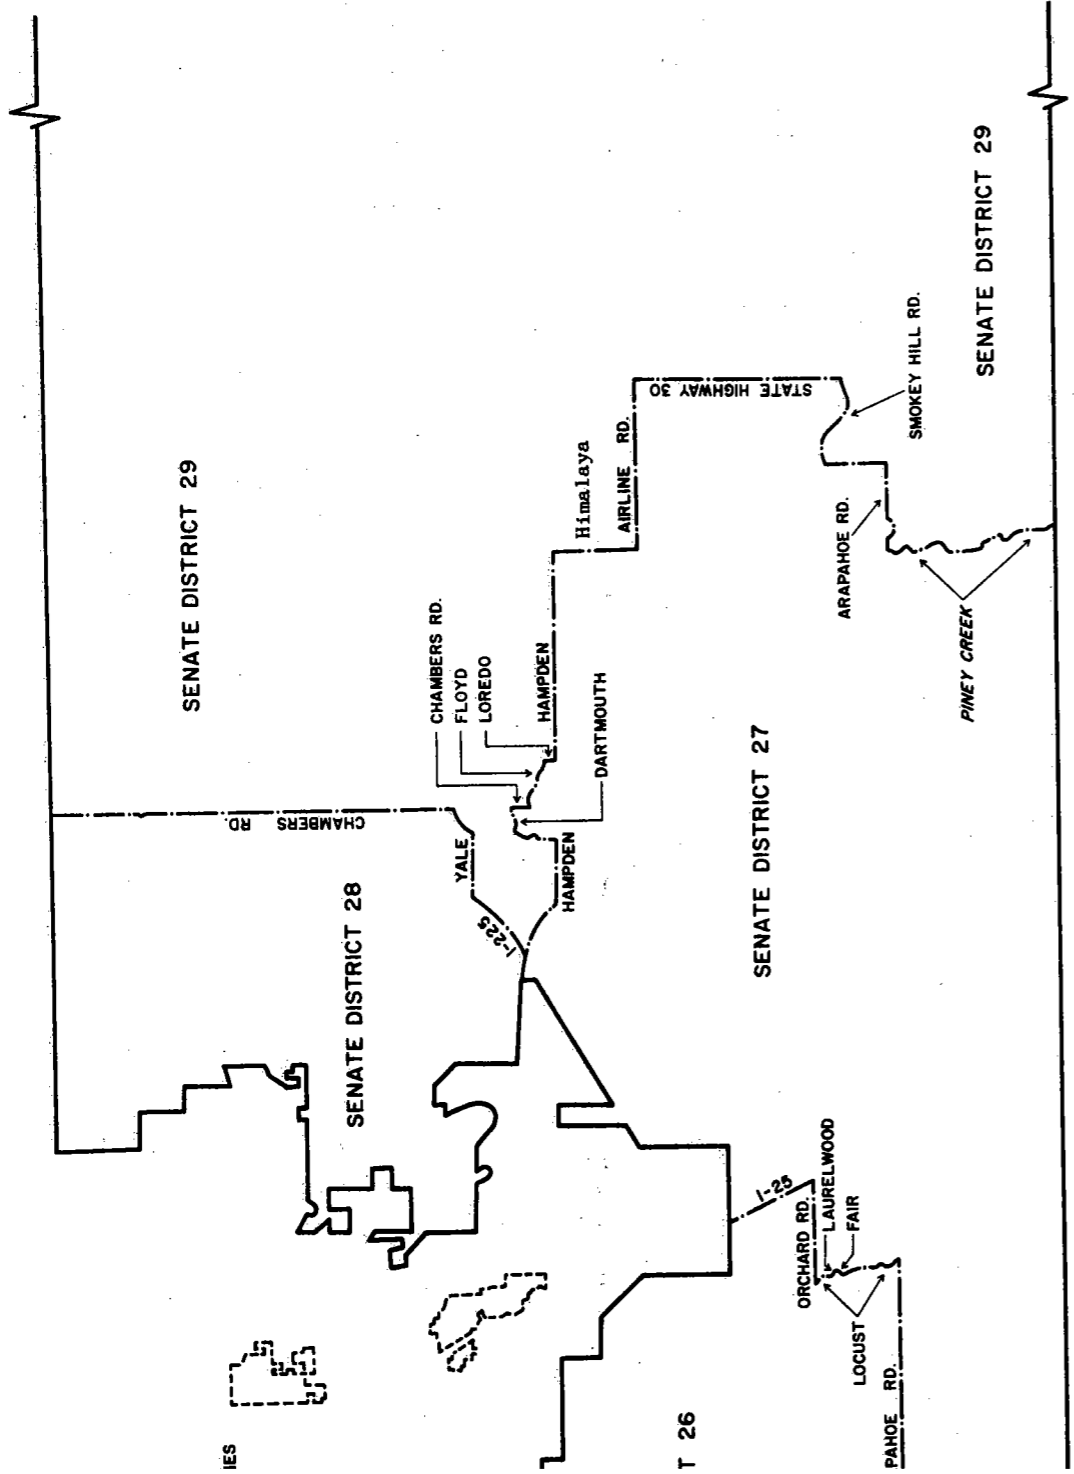 SENATE DISTRICT 29
SENATE DISTRICT 29
SMOKEY HILL RD.
STATE HIGHWAY 30
Himalaya
AIRLINE RD.
ARAPAHOE RD.
PINEY CREEK
CHAMBERS RD.
FLOYD
LOREDO
HAMPDEN
DARTMOUTH
CHAMBERS RD.
YALE
HAMPDEN
I-225
SENATE DISTRICT 28
SENATE DISTRICT 27
I-25
ORCHARD RD.
LAURELWOOD
FAIR
LOCUST
PAHOE RD.
T 26
IES